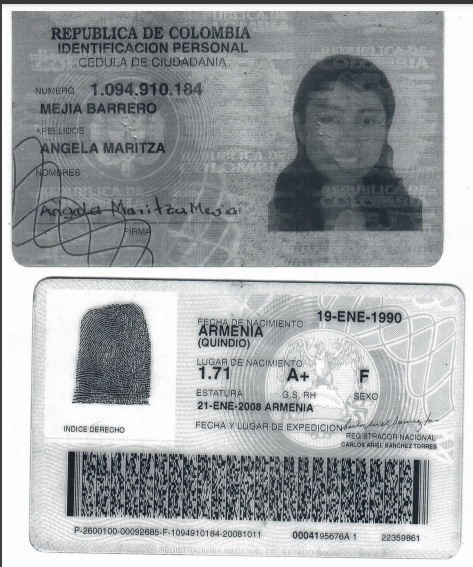 REPUBLICA DE COLOMBIA
IDENTIFICACION PERSONAL
CEDULA DE CIUDADANIA
NUMERO 1.094.910.184
MEJIA BARRERO
APELLIDOS
ANGELA MARITZA
NOMBRES
Angela Maritza Mejia
FIRMA
FECHA DE NACIMIENTO 19-ENE-1990
ARMENIA
(QUINDIO)
LUGAR DE NACIMIENTO
1.71 A+ F
ESTATURA G.S. RH SEXO
21-ENE-2008 ARMENIA
FECHA Y LUGAR DE EXPEDICION
REGISTRADOR NACIONAL
CARLOS ARIEL SANCHEZ TORRES
INDICE DERECHO
P-2600100-00092685-F-1094910184-20081011 0004195676A 1 22359861
REGISTRADURIA NACIONAL DEL ESTADO CIVIL